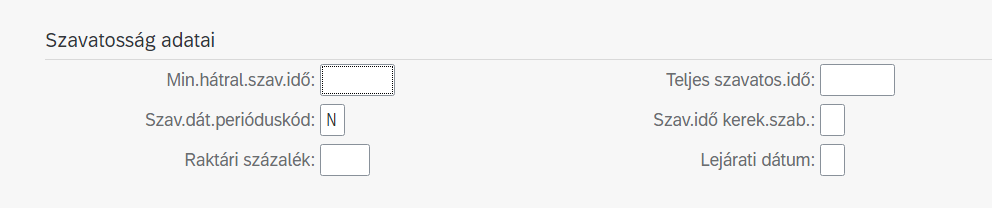 Szavatosság adatai
Min.hátral.szav.idő: Teljes szavatos.idő:
Szav.dát.perióduskód: N Szav.idő kerek.szab.:
Raktári százalék: Lejárati dátum: